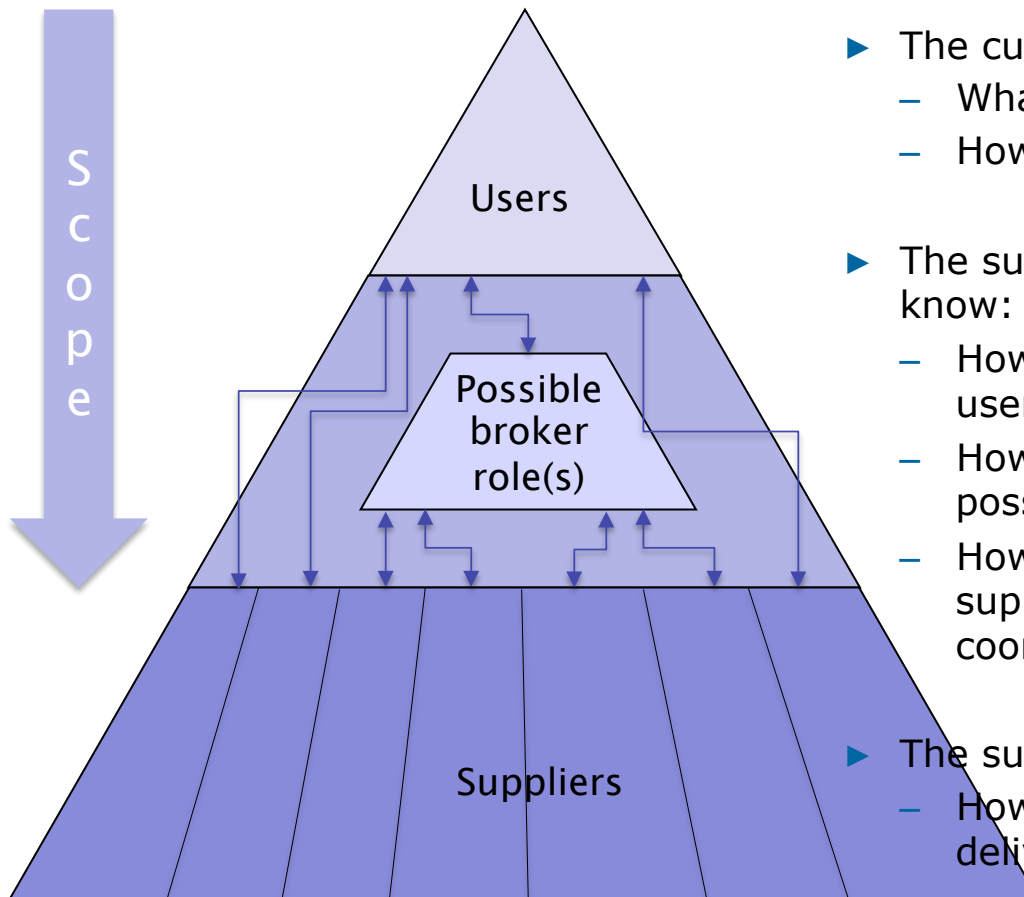 Scope
Users
Possible
broker
role(s)
Suppliers
► The cu
– Wha
– How
► The su
know:
– How
user
– How
poss
– How
sup
coor
► The su
– How
deliv